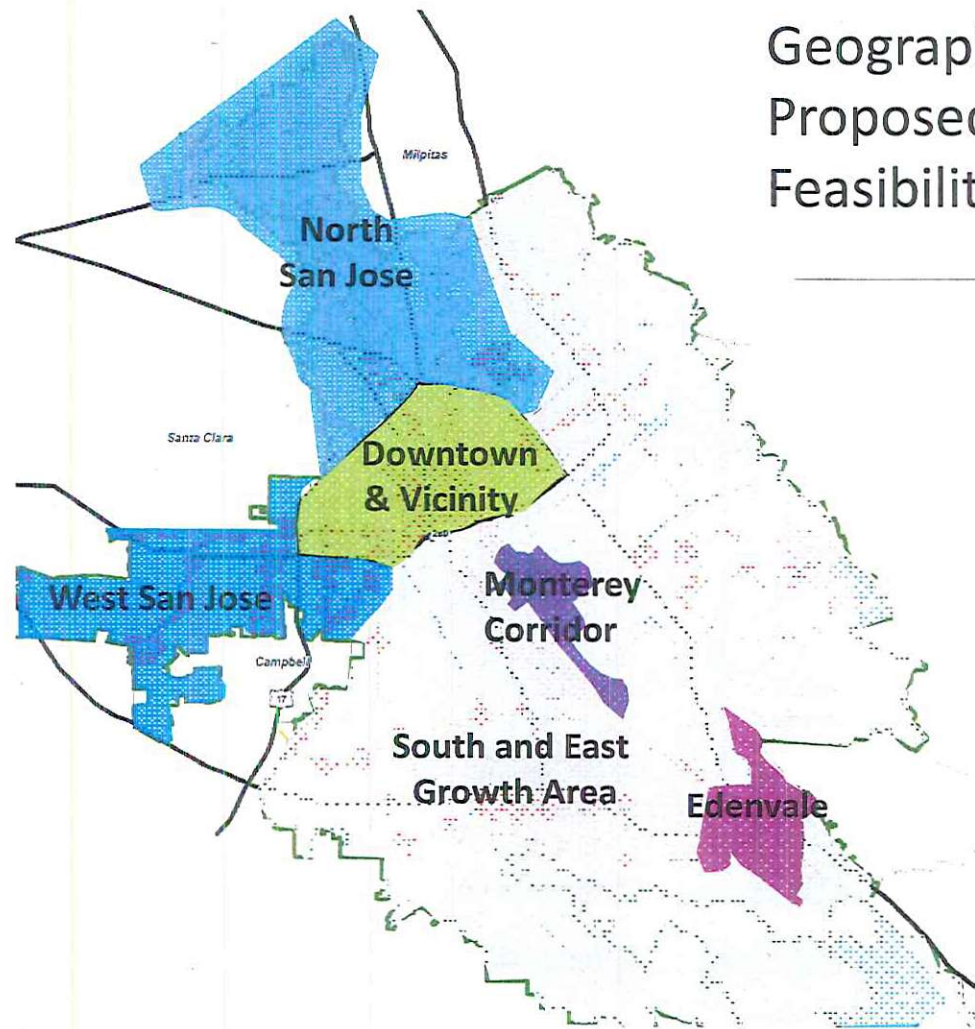 Geograp
Proposed
Feasibilit
Milpitas
North
San Jose
Santa Clara
Downtown
& Vicinity
280
West San Jose
Monterey
Corridor
Campbell
17
South and East
Growth Area
Edenvale